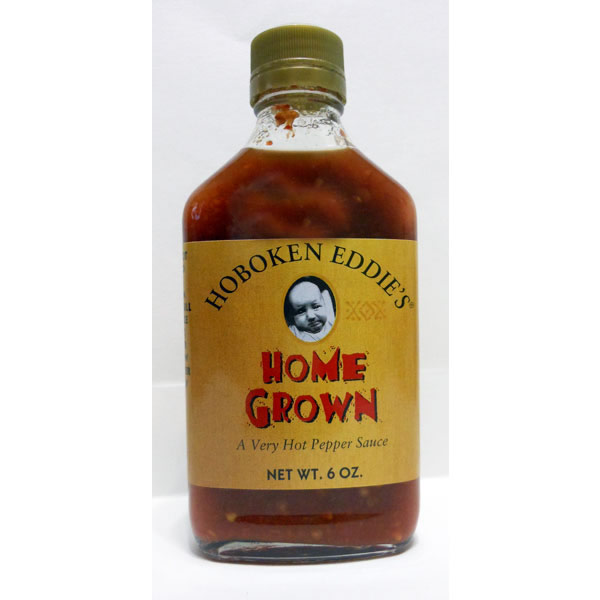 HOBOKEN EDDIE'S®
HOME
GROWN
A Very Hot Pepper Sauce
NET WT. 6 OZ.